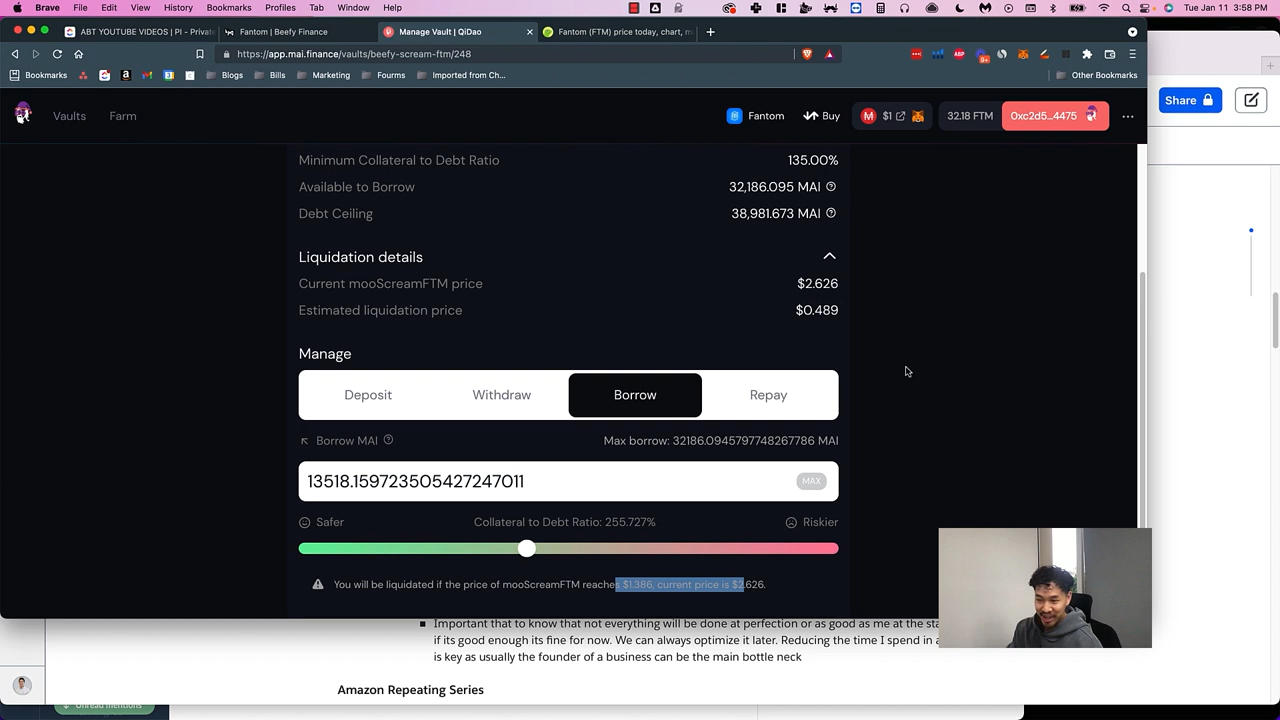 Brave File Edit View History Bookmarks Profiles Tab Window Help Tue Jan 11 3:58 PM
ABT YOUTUBE VIDEOS | PI - Privat Fantom | Beefy Finance Manage Vault | QiDao Fantom (FTM) price today, chart, m
https://app.mai.finance/vaults/beefy-scream-ftm/248
Bookmarks Blogs Bills Marketing Fourms Imported from Ch... Other Bookmarks
Share
Vaults Farm Fantom Buy $1 32.18 FTM 0xc2d5...4475
Minimum Collateral to Debt Ratio 135.00%
Available to Borrow 32,186.095 MAI
Debt Ceiling 38,981.673 MAI
Liquidation details
Current mooScreamFTM price $2.626
Estimated liquidation price $0.489
Manage
Deposit Withdraw Borrow Repay
Borrow MAI Max borrow: 32186.0945797748267786 MAI
13518.159723505427247011 MAX
Safer Collateral to Debt Ratio: 255.727% Riskier
You will be liquidated if the price of mooScreamFTM reaches $1.386, current price is $2.626.
Important that to know that not everything will be done at perfection or as good as me at the sta
if its good enough its fine for now. We can always optimize it later. Reducing the time I spend in a
is key as usually the founder of a business can be the main bottle neck
Amazon Repeating Series
Unread mentions